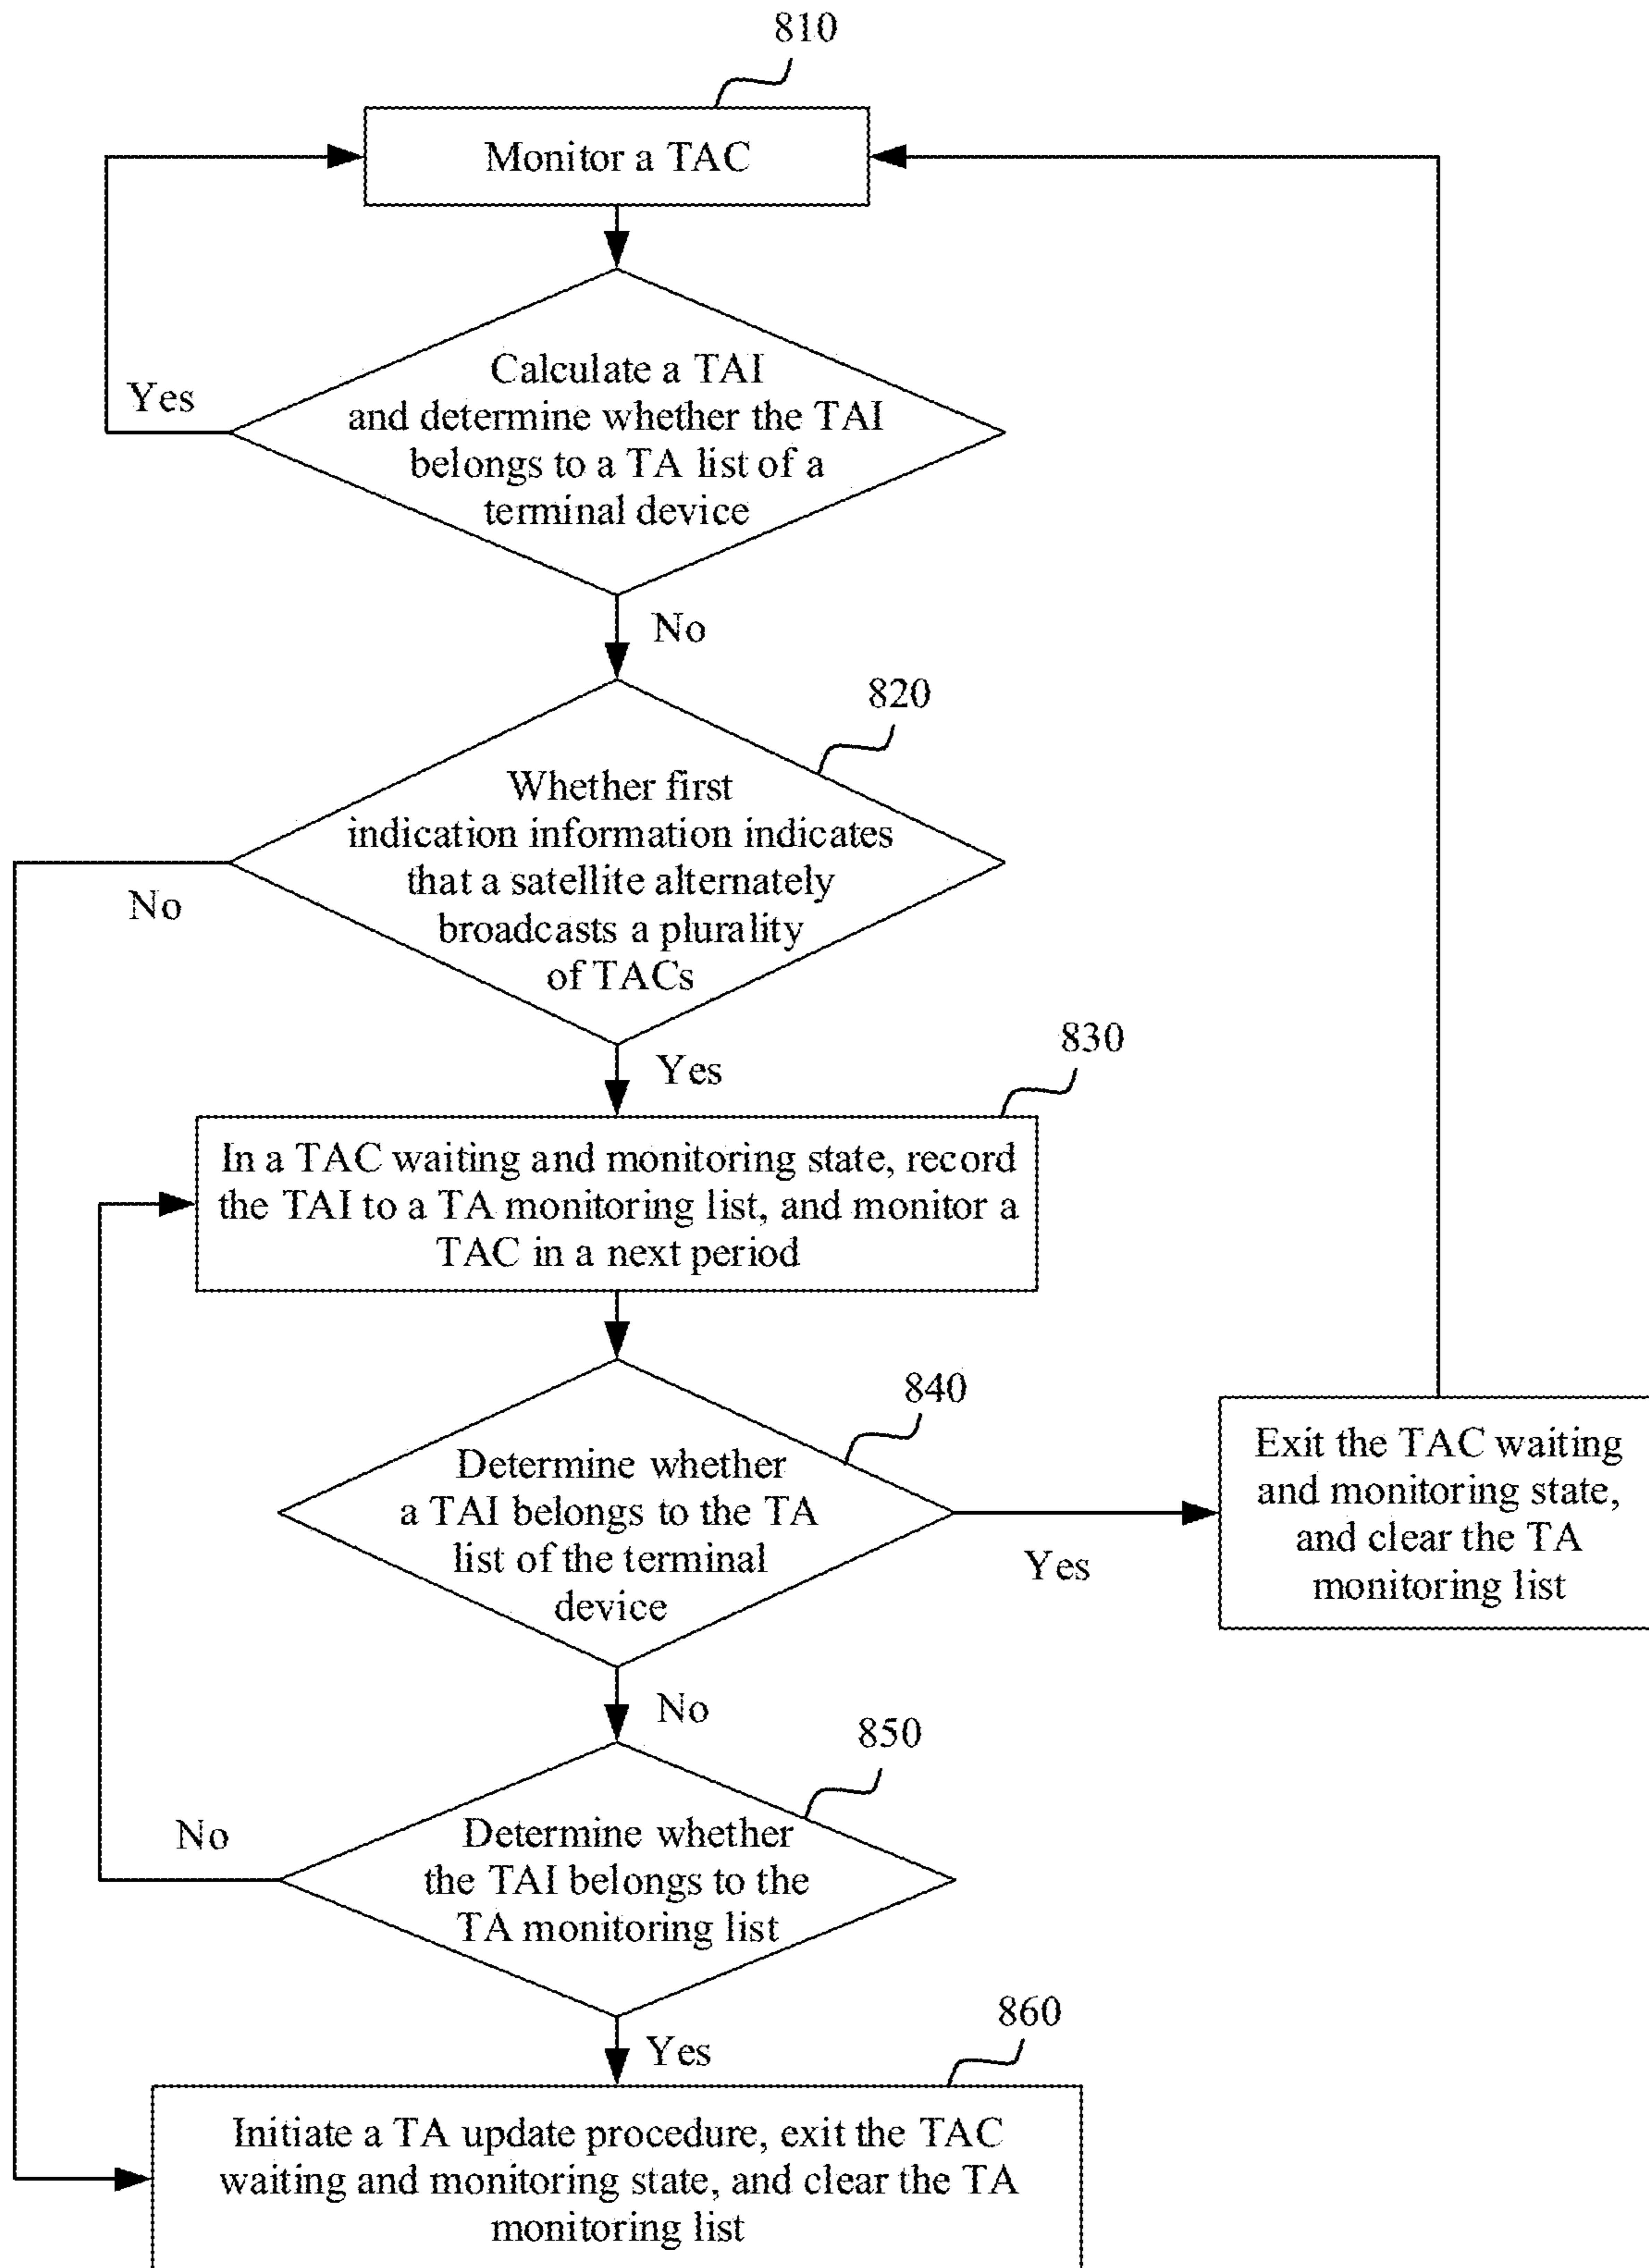 810
Monitor a TAC
Calculate a TAI
and determine whether the TAI
belongs to a TA list of a
terminal device
Yes
No
820
Whether first
indication information indicates
that a satellite alternately
broadcasts a plurality
of TACs
No
Yes
830
In a TAC waiting and monitoring state, record
the TAI to a TA monitoring list, and monitor a
TAC in a next period
840
Determine whether
a TAI belongs to the TA
list of the terminal
device
Yes
Exit the TAC waiting
and monitoring state,
and clear the TA
monitoring list
No
850
Determine whether
the TAI belongs to the
TA monitoring list
No
Yes
860
Initiate a TA update procedure, exit the TAC
waiting and monitoring state, and clear the TA
monitoring list